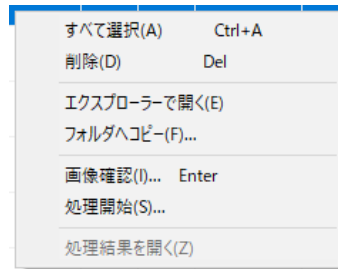 すべて選択(A) Ctrl+A
削除(D) Del
エクスプローラーで開く(E)
フォルダへコピー(F)...
画像確認(I)... Enter
処理開始(S)...
処理結果を開く(Z)